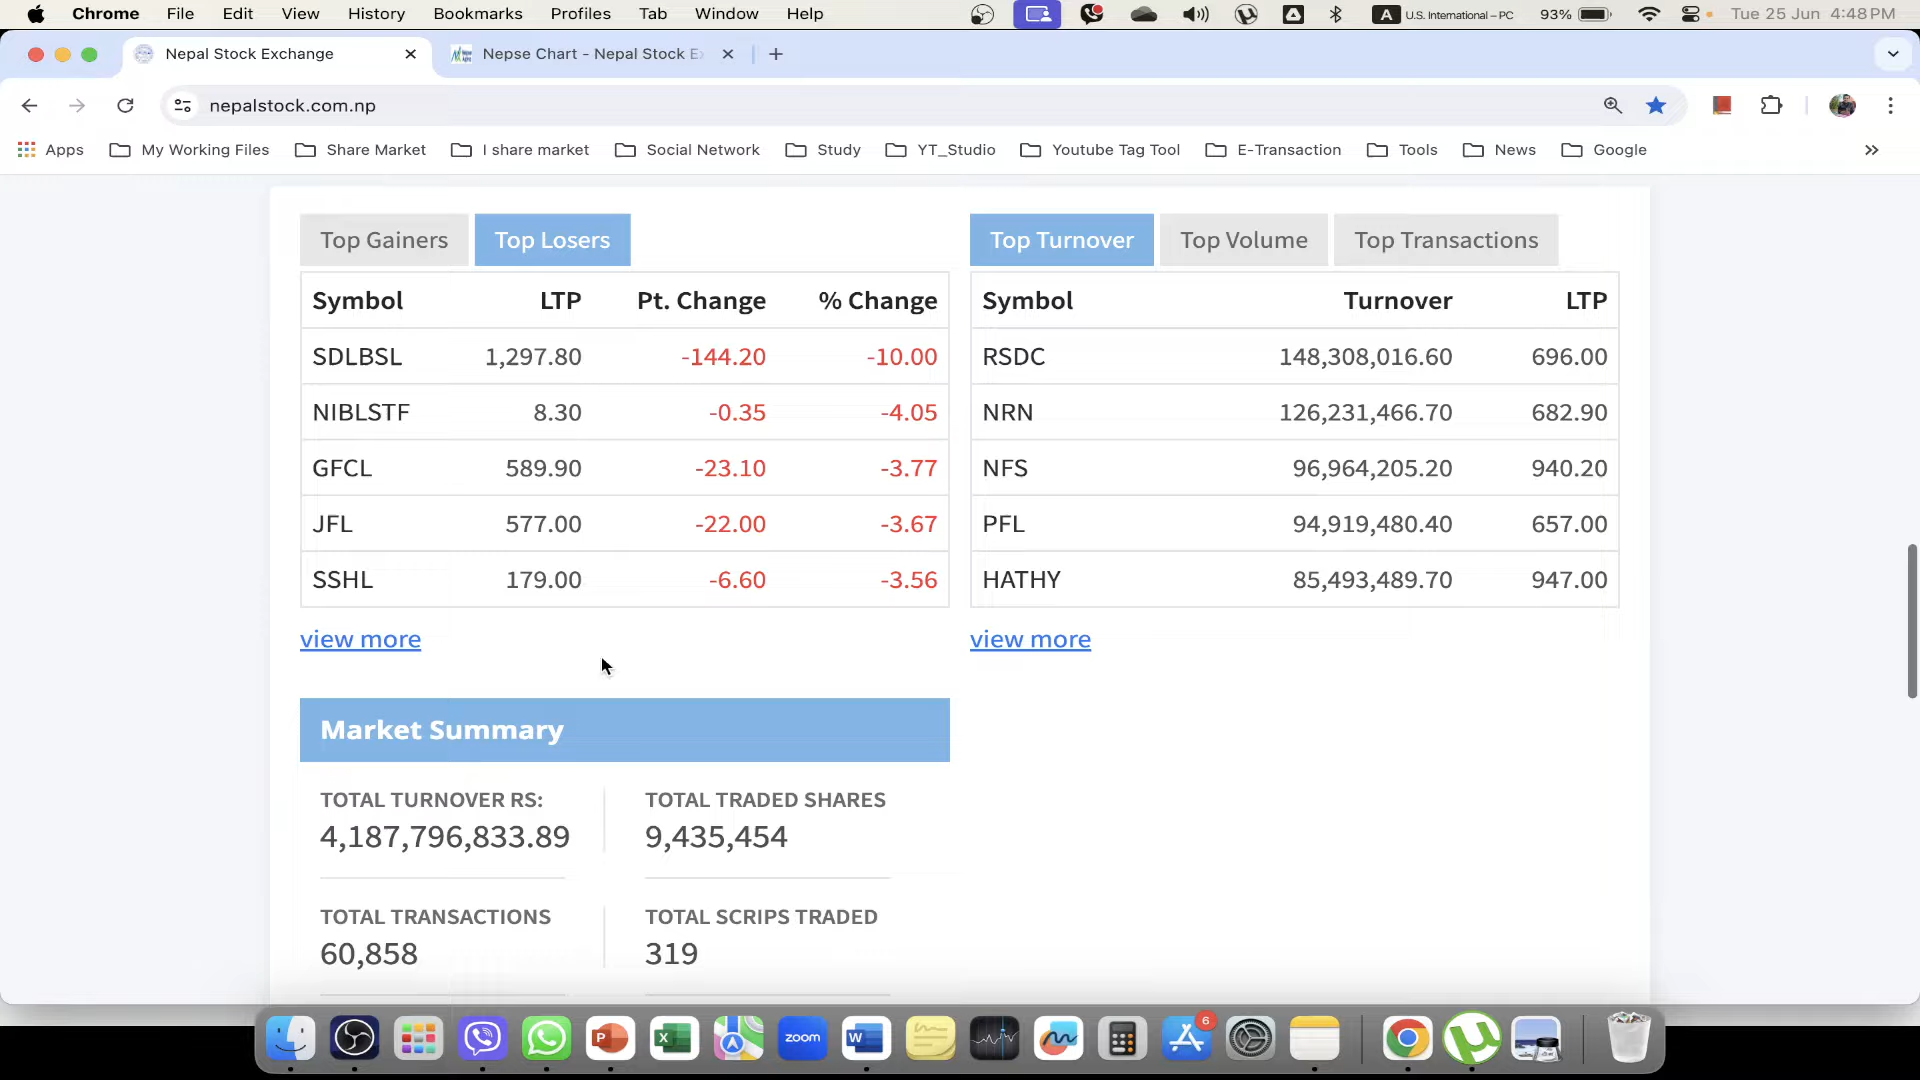 Chrome File Edit View History Bookmarks Profiles Tab Window Help A U.S. International – PC 93% Tue 25 Jun 4:48 PM
Nepal Stock Exchange Nepse Chart - Nepal Stock Ex
nepalstock.com.np
Apps My Working Files Share Market I share market Social Network Study YT_Studio Youtube Tag Tool E-Transaction Tools News Google
Top Gainers Top Losers
Symbol LTP Pt. Change % Change
SDLBSL 1,297.80 -144.20 -10.00
NIBLSTF 8.30 -0.35 -4.05
GFCL 589.90 -23.10 -3.77
JFL 577.00 -22.00 -3.67
SSHL 179.00 -6.60 -3.56
view more
Top Turnover Top Volume Top Transactions
Symbol Turnover LTP
RSDC 148,308,016.60 696.00
NRN 126,231,466.70 682.90
NFS 96,964,205.20 940.20
PFL 94,919,480.40 657.00
HATHY 85,493,489.70 947.00
view more
Market Summary
TOTAL TURNOVER RS: TOTAL TRADED SHARES
4,187,796,833.89 9,435,454
TOTAL TRANSACTIONS TOTAL SCRIPS TRADED
60,858 319
zoom
6